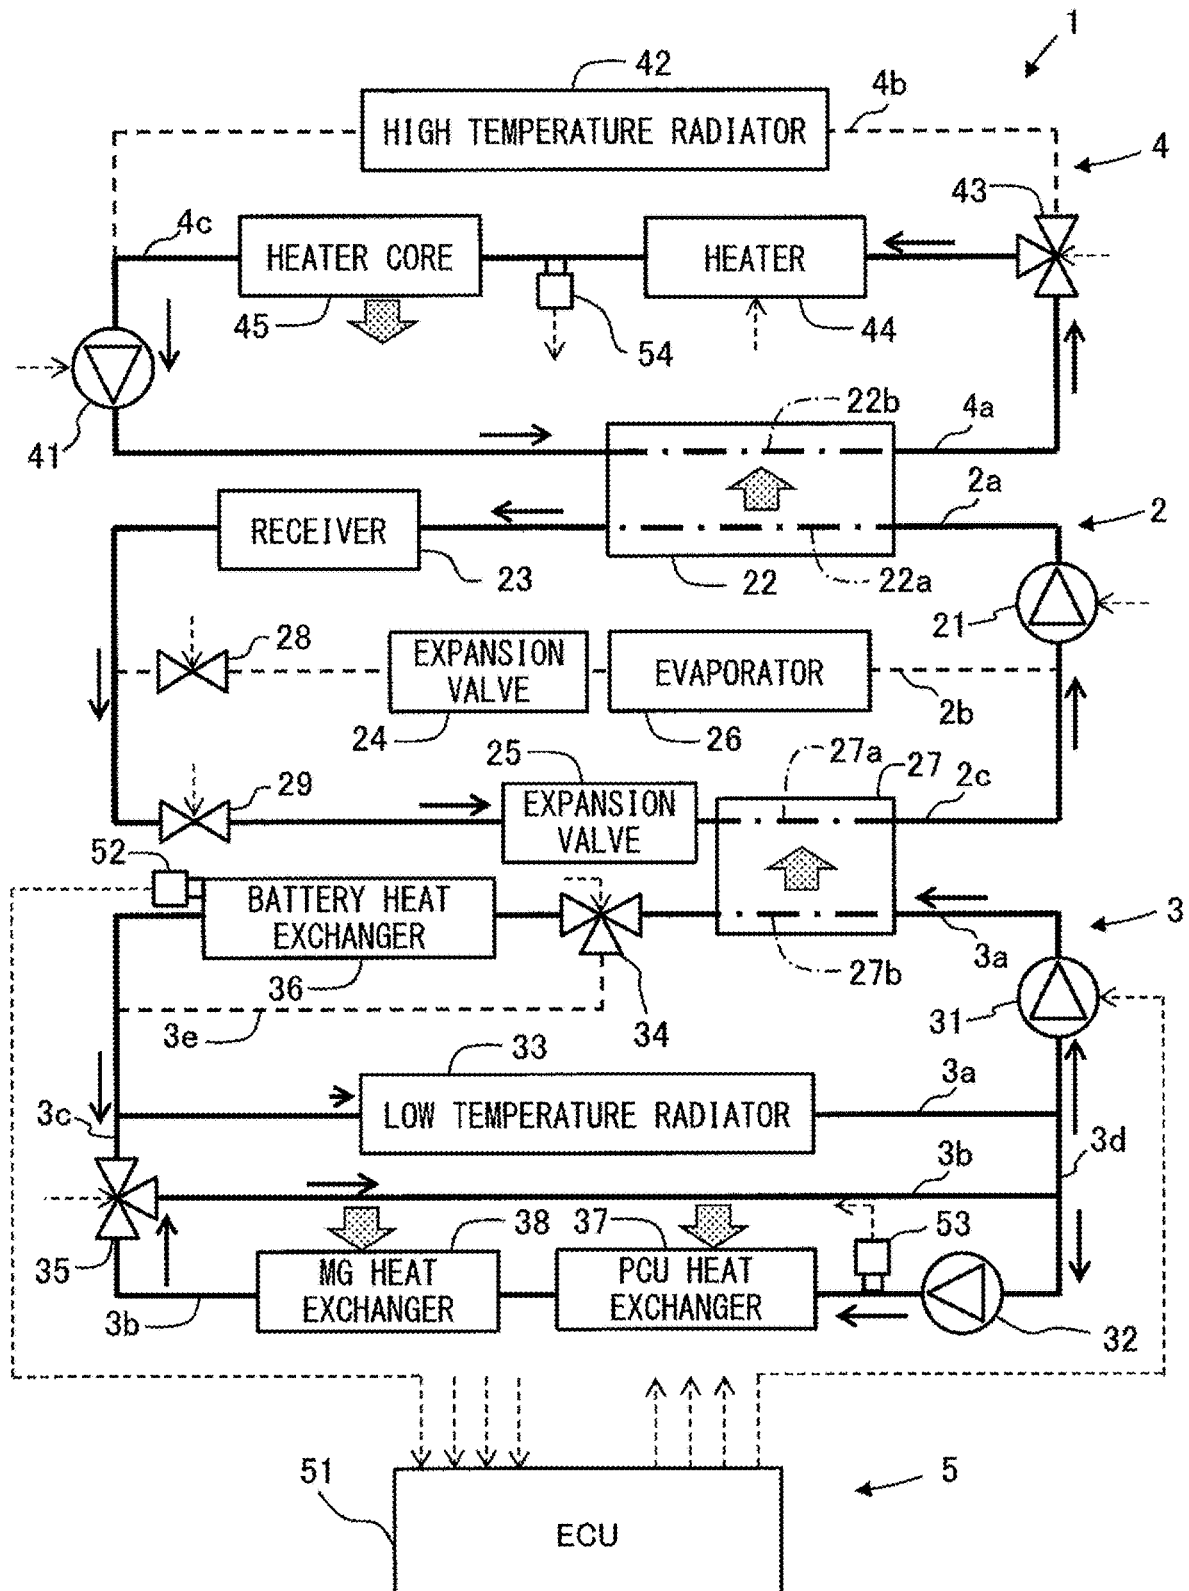 1
42
4b
HIGH TEMPERATURE RADIATOR
4
43
4c
HEATER CORE
HEATER
45
54
44
41
22b
4a
2a
RECEIVER
2
23
22
22a
21
28
EXPANSION
VALVE
EVAPORATOR
24
26
2b
25
27a
27
2c
29
EXPANSION
VALVE
52
BATTERY HEAT
EXCHANGER
3
36
27b
3a
31
3e
34
33
3a
LOW TEMPERATURE RADIATOR
3c
3d
3b
38
37
53
35
MG HEAT
EXCHANGER
PCU HEAT
EXCHANGER
3b
32
51
5
ECU